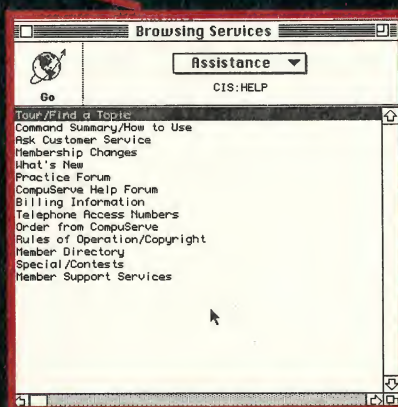 Browsing Services
Assistance
CIS:HELP
Go
Tour/Find a Topic
Command Summary/How to Use
Ask Customer Service
Membership Changes
What's New
Practice Forum
CompuServe Help Forum
Billing Information
Telephone Access Numbers
Order from CompuServe
Rules of Operation/Copyright
Member Directory
Special/Contests
Member Support Services